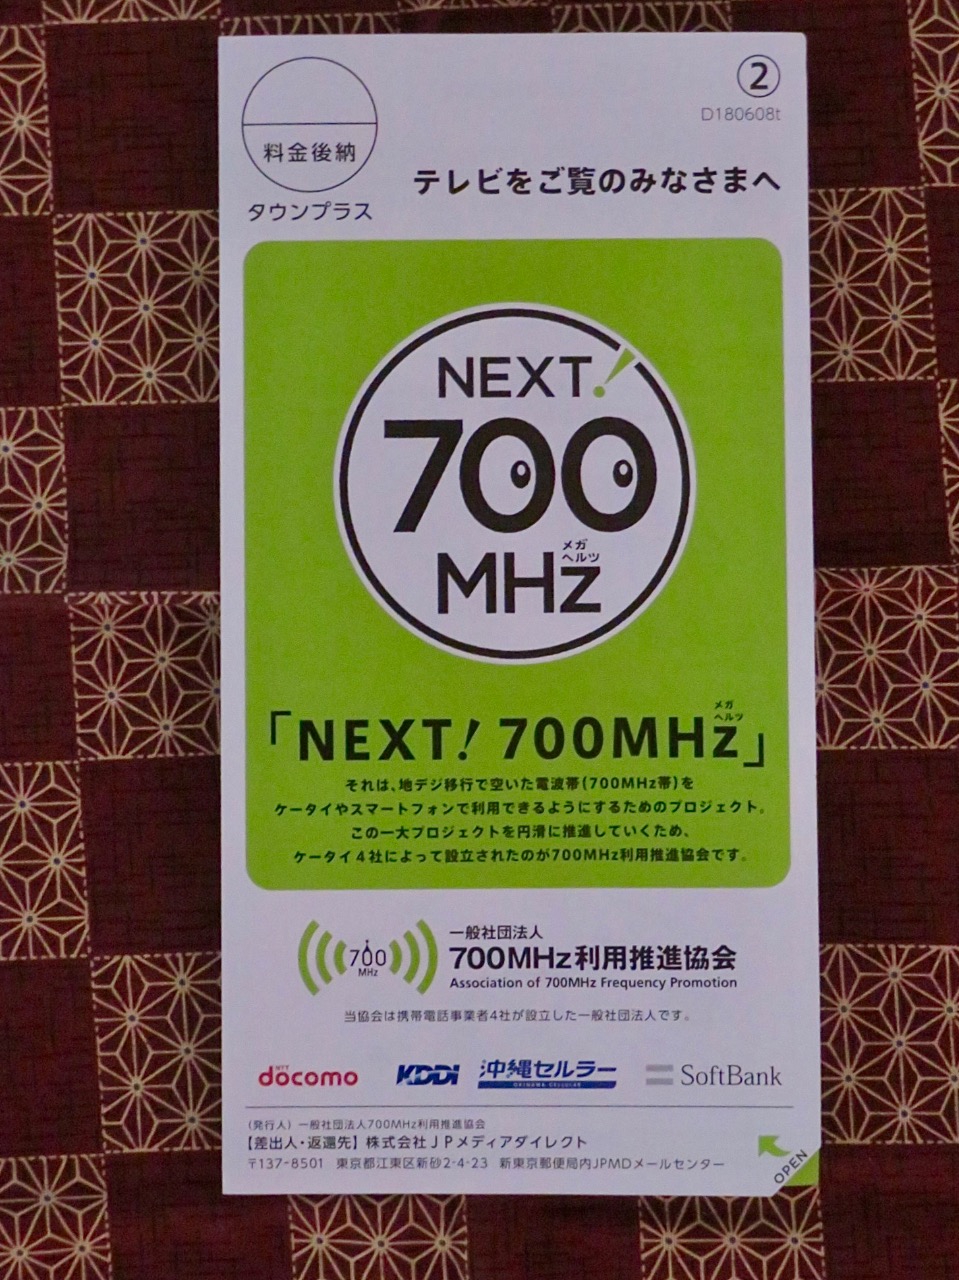 ②
D180608t
料金後納
タウンプラス
テレビをご覧のみなさまへ
NEXT!
700
メガ
ヘルツ
MHz
メガ
ヘルツ
「NEXT! 700MHz」
それは、地デジ移行で空いた電波帯(700MHz帯)を
ケータイやスマートフォンで利用できるようにするためのプロジェクト。
この一大プロジェクトを円滑に推進していくため、
ケータイ4社によって設立されたのが700MHz利用推進協会です。
700
MHz
一般社団法人
700MHz利用推進協会
Association of 700MHz Frequency Promotion
当協会は携帯電話事業者4社が設立した一般社団法人です。
NTT
docomo
KDDI
沖縄セルラー
OKINAWA CELLULAR
SoftBank
(発行人) 一般社団法人700MHz利用推進協会
【差出人・返還先】株式会社JPメディアダイレクト
〒137-8501 東京都江東区新砂2-4-23 新東京郵便局内JPMDメールセンター
OPEN